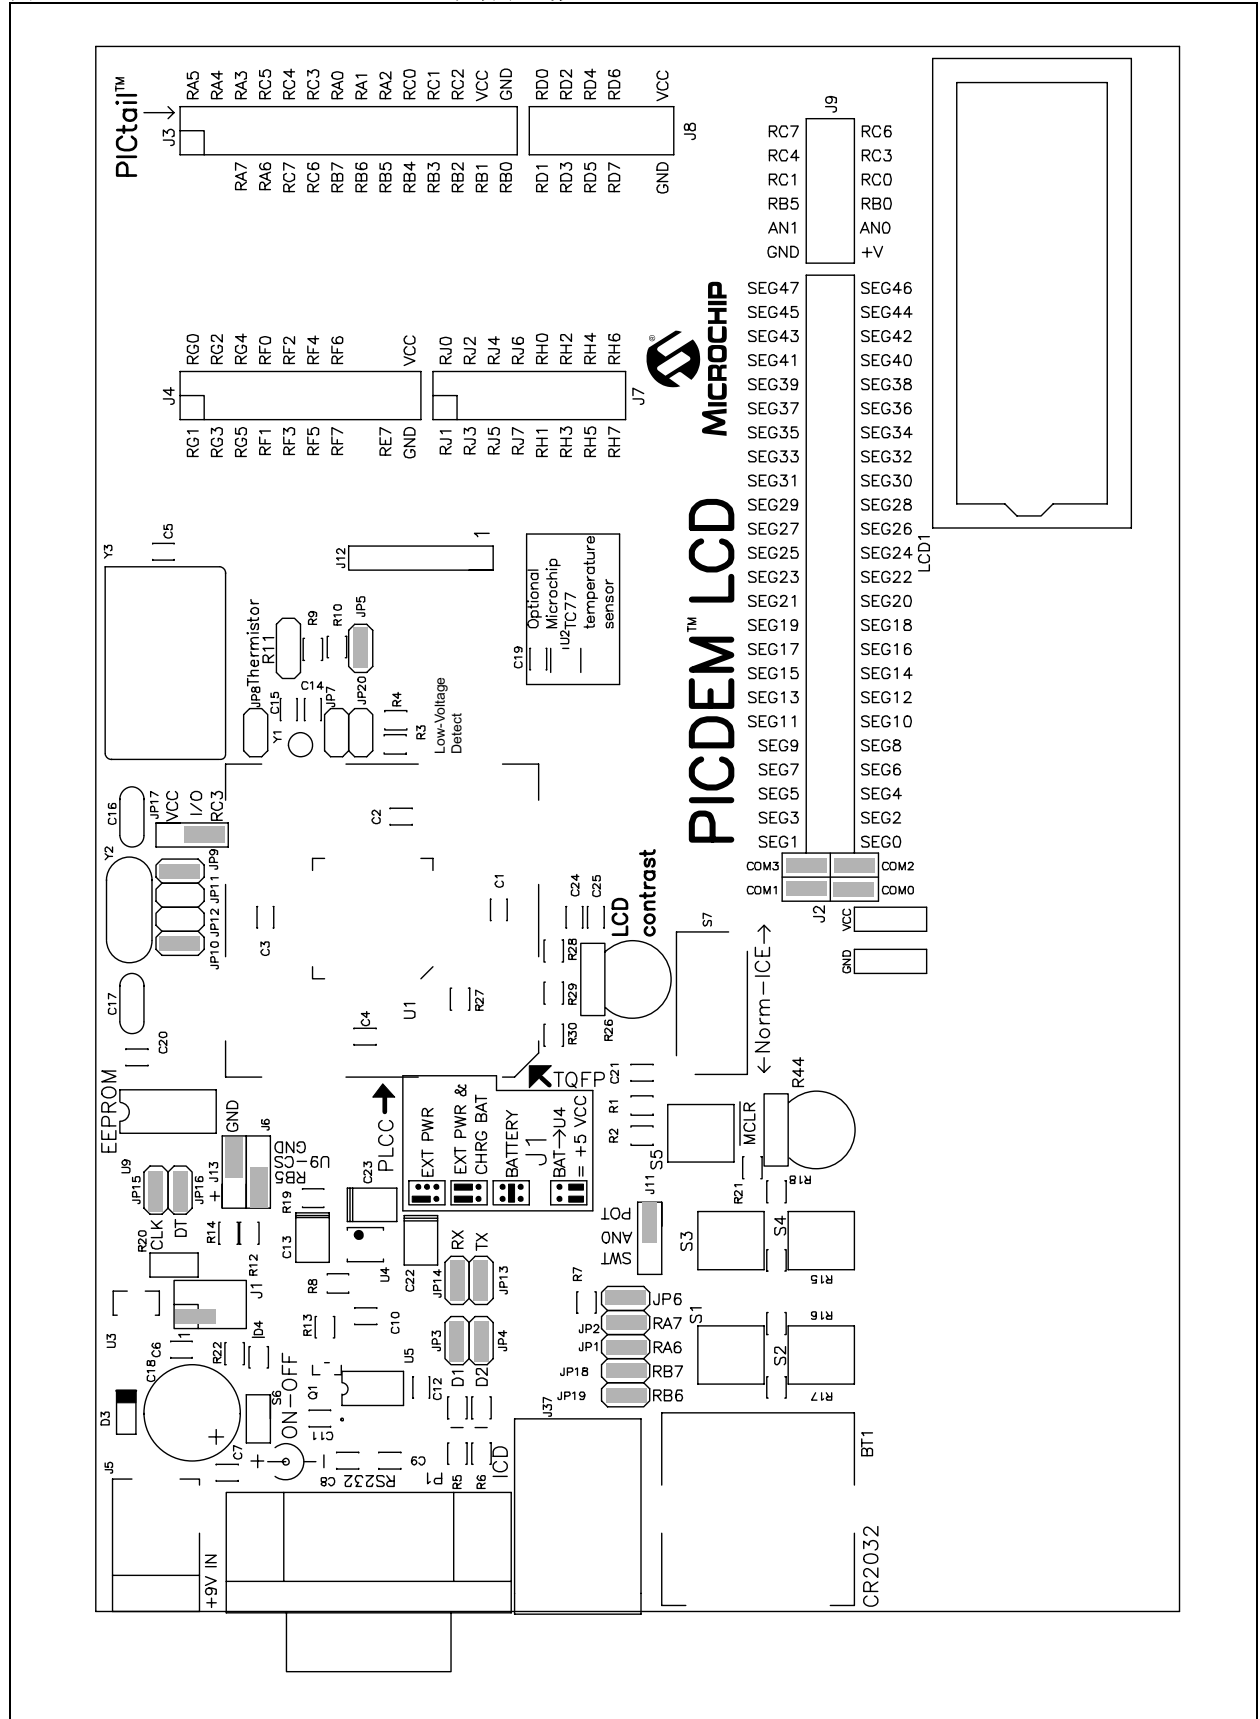 PICtail™
J3
RA5 RA4 RA3 RC5 RC4 RC3 RA0 RA1 RA2 RC0 RC1 RC2 VCC GND
RA7 RA6 RC7 RC6 RB7 RB6 RB5 RB4 RB3 RB2 RB1 RB0
RD0 RD2 RD4 RD6 VCC
RD1 RD3 RD5 RD7 GND
J8
J9
RC7 RC6
RC4 RC3
RC1 RC0
RB5 RB0
AN1 AN0
GND +V
J4
RG0 RG2 RG4 RF0 RF2 RF4 RF6 VCC
RG1 RG3 RG5 RF1 RF3 RF5 RF7 RE7 GND
RJ0 RJ2 RJ4 RJ6 RH0 RH2 RH4 RH6
RJ1 RJ3 RJ5 RJ7 RH1 RH3 RH5 RH7
J7
®
MICROCHIP
PICDEM™ LCD
SEG47 SEG46
SEG45 SEG44
SEG43 SEG42
SEG41 SEG40
SEG39 SEG38
SEG37 SEG36
SEG35 SEG34
SEG33 SEG32
SEG31 SEG30
SEG29 SEG28
SEG27 SEG26
SEG25 SEG24
SEG23 SEG22
SEG21 SEG20
SEG19 SEG18
SEG17 SEG16
SEG15 SEG14
SEG13 SEG12
SEG11 SEG10
SEG9 SEG8
SEG7 SEG6
SEG5 SEG4
SEG3 SEG2
SEG1 SEG0
COM3 COM2
COM1 COM0
J2
LCD1
VCC
GND
Y3
C5
J12
1
C19
Optional
Microchip
U2 TC77
temperature
sensor
Thermistor
R11
R9
R10
JP5
JP8
C15
C14
Y1
JP7
JP20
R4
R3
Low-Voltage
Detect
C16
JP17
VCC
I/O
RC3
Y2
JP9
JP11
JP12
JP10
C17
C20
C2
C3
C1
C4
U1
R27
C24
C25
LCD
contrast
R28
R29
R30
R26
S7
←Norm-ICE→
EEPROM
U9
GND
J6
J13
+
RB5
U9-CS
GND
JP15
JP16
CLK
DT
R20
R14
R12
R19
C13
C23
PLCC
TQFP
EXT PWR
EXT PWR &
CHRG BAT
BATTERY
J1
BAT→U4
= +5 VCC
C21
R1
R2
S5
MCLR
R44
R21
R18
J11
POT
AN0
SWT
S3
S4
R15
R16
S1
S2
R17
R7
JP6
JP2 RA7
JP1 RA6
JP18 RB7
JP19 RB6
J1
1
R8
U4
C22
RX
TX
JP14
JP13
C10
R13
U3
C6
R22
D4
JP3
JP4
U5
C12
D1
D2
D3
C18
+
S6
ON-OFF
Q1
C11
J5
C7
+
C8
RS232
C9
P1
R5
R6
ICD
J37
+9V IN
BT1
CR2032